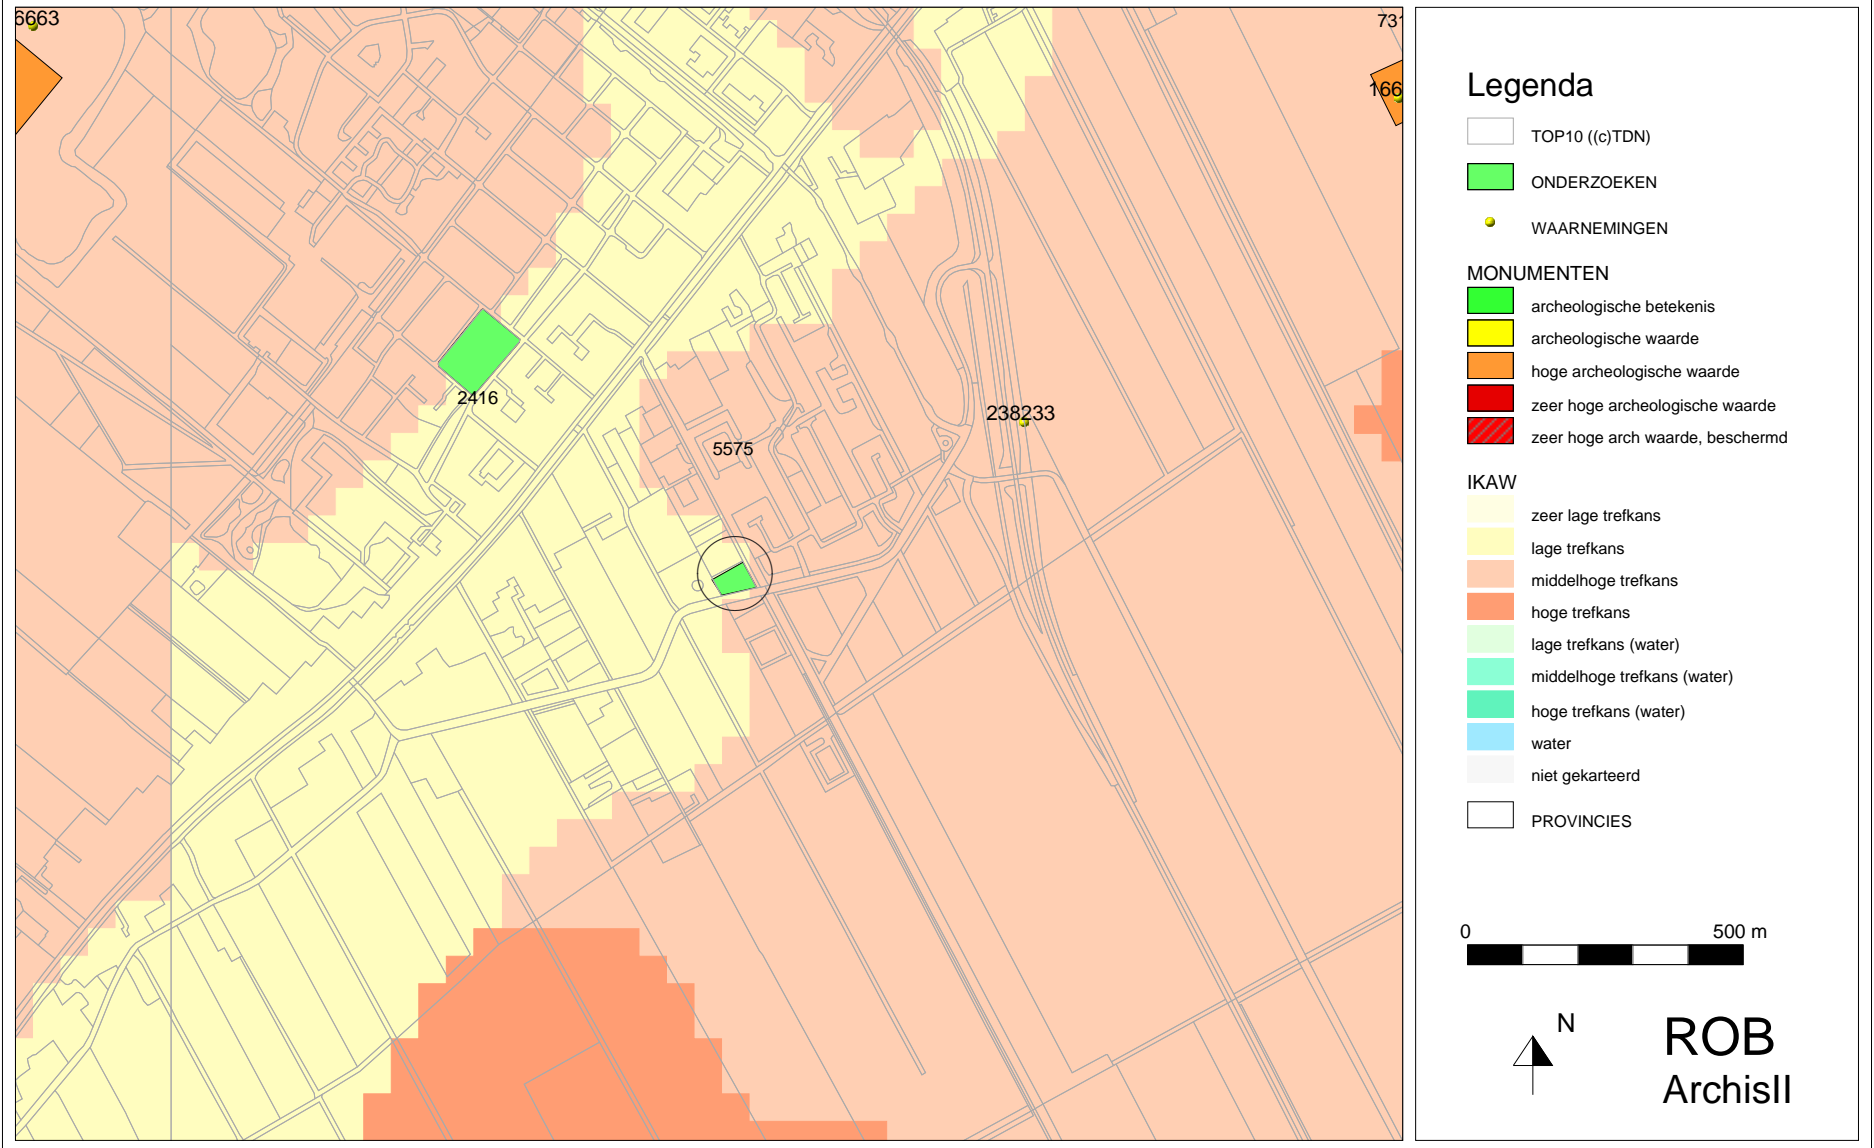 6663
731
166
2416
238233
5575
Legenda
TOP10 ((c)TDN)
ONDERZOEKEN
WAARNEMINGEN
MONUMENTEN
archeologische betekenis
archeologische waarde
hoge archeologische waarde
zeer hoge archeologische waarde
zeer hoge arch waarde, beschermd
IKAW
zeer lage trefkans
lage trefkans
middelhoge trefkans
hoge trefkans
lage trefkans (water)
middelhoge trefkans (water)
hoge trefkans (water)
water
niet gekarteerd
PROVINCIES
0 500 m
N
ROB
ArchisII